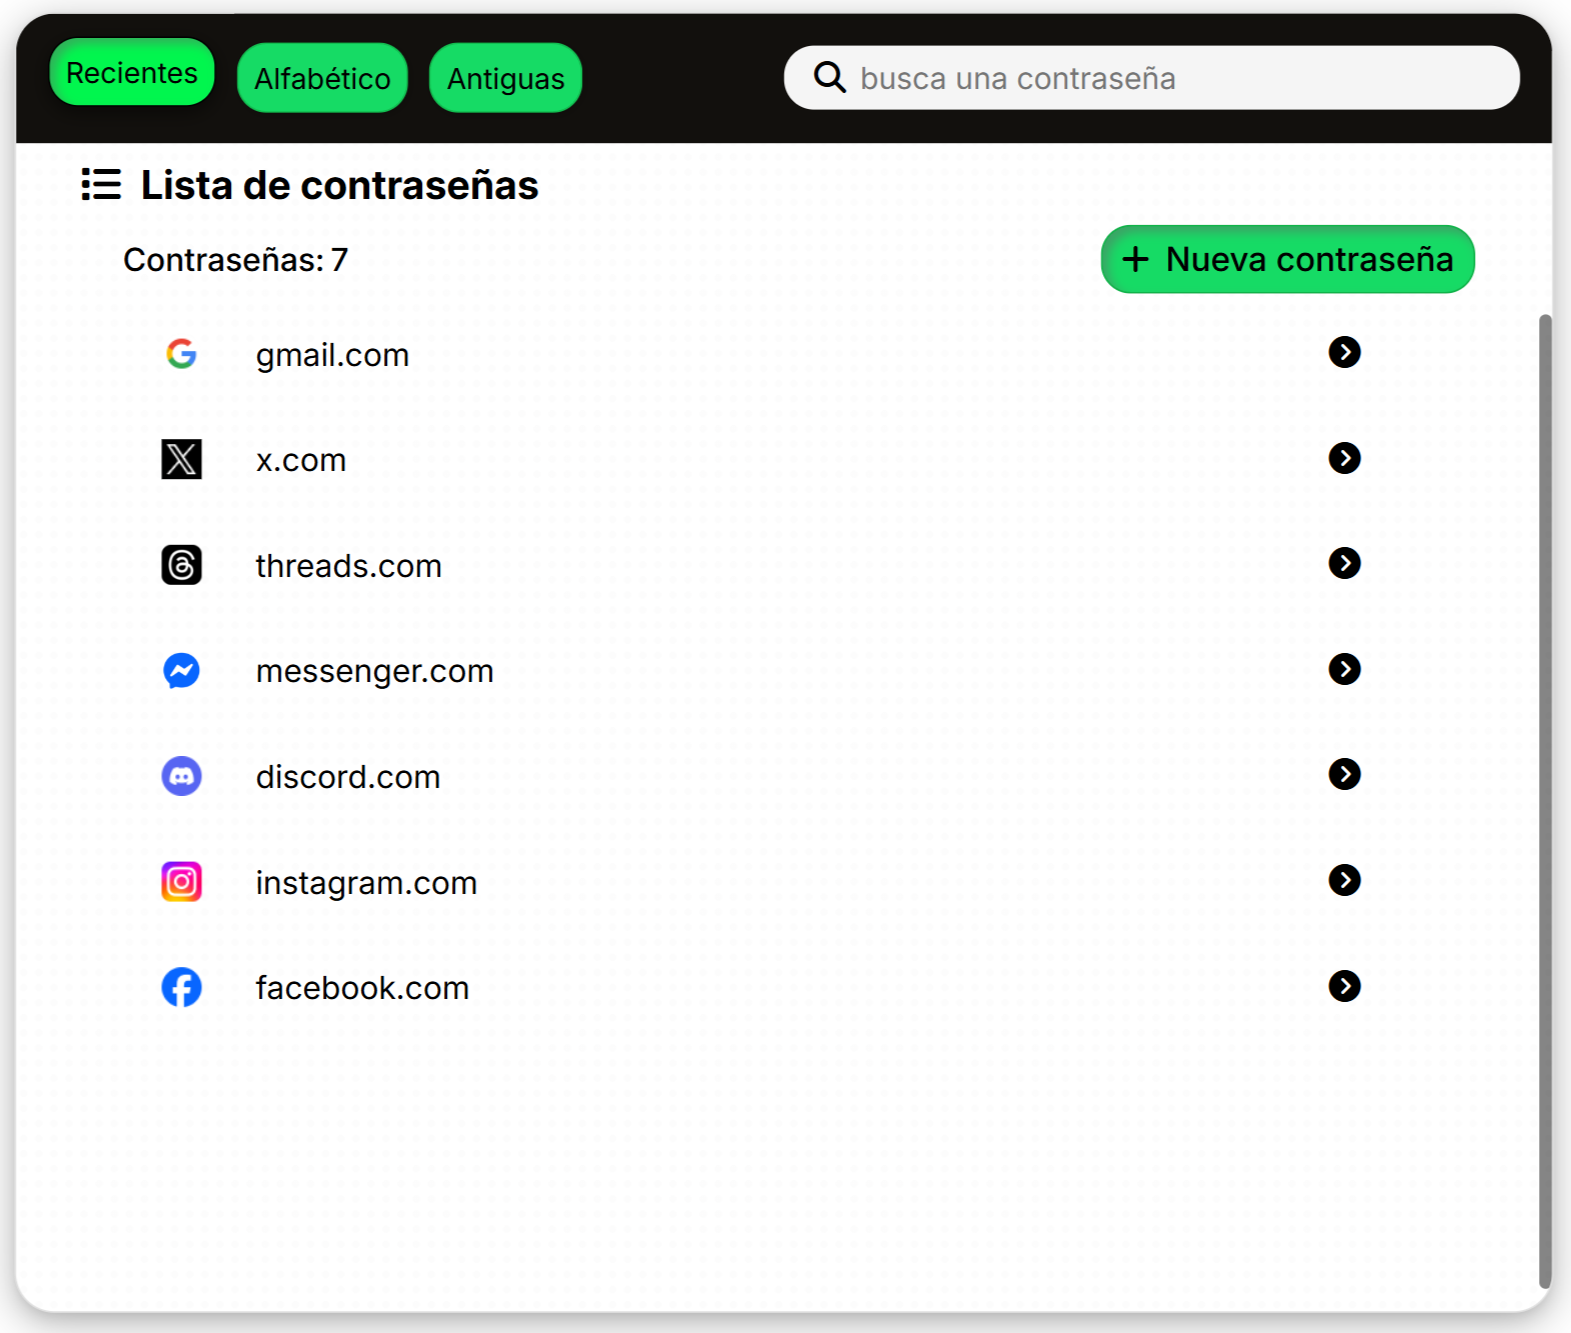 Recientes Alfabético Antiguas busca una contraseña
Lista de contraseñas
Contraseñas: 7
+ Nueva contraseña
gmail.com
x.com
threads.com
messenger.com
discord.com
instagram.com
facebook.com